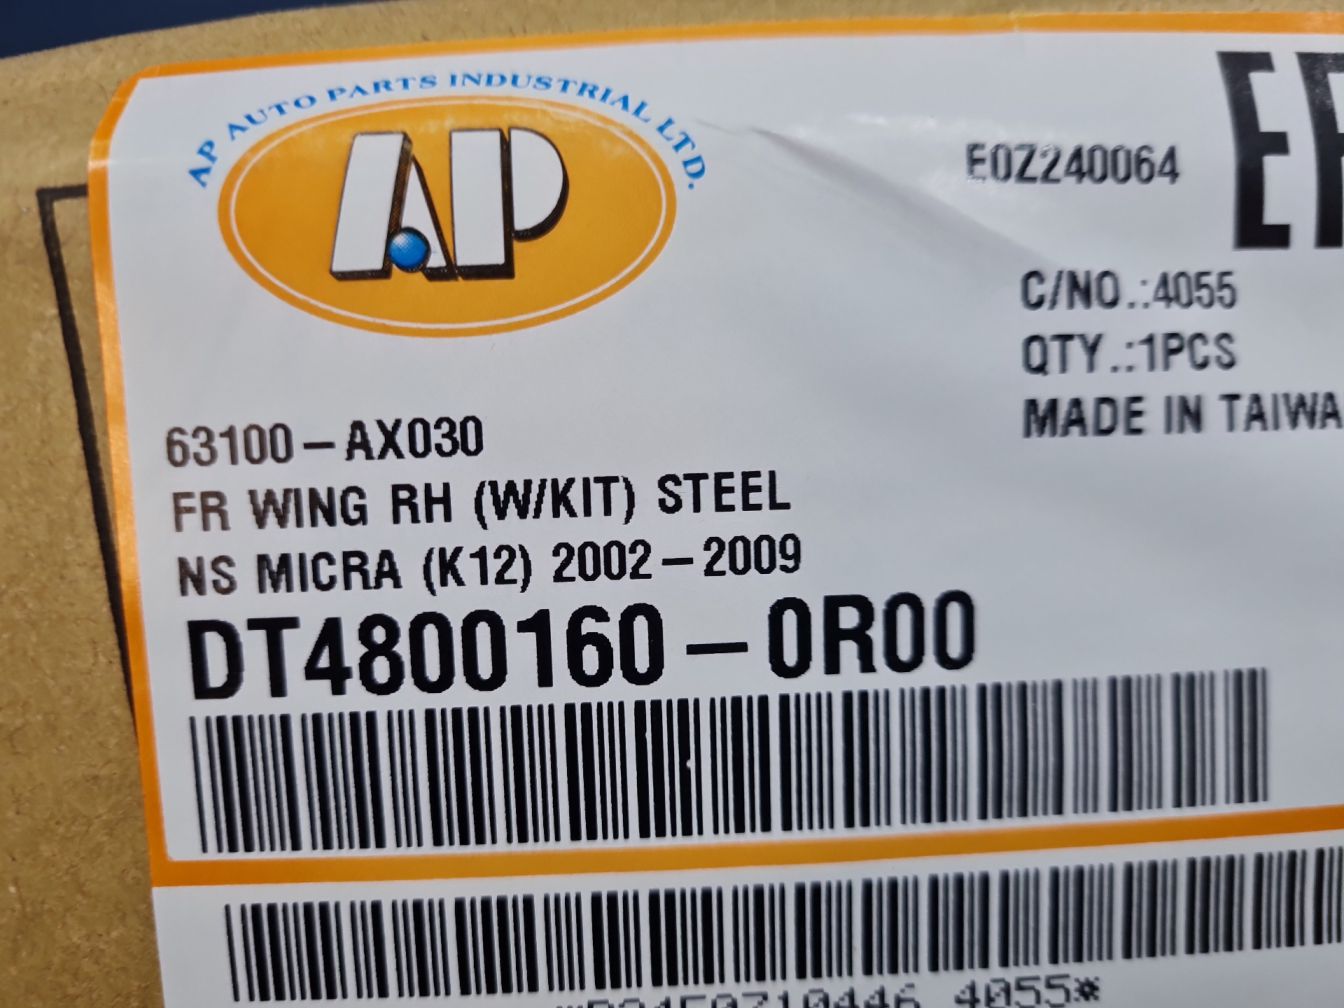 AP AUTO PARTS INDUSTRIAL LTD.
AP
E0Z240064
C/NO.:4055
QTY.:1PCS
MADE IN TAIWA
63100-AX030
FR WING RH (W/KIT) STEEL
NS MICRA (K12) 2002-2009
DT4800160-0R00
4055*